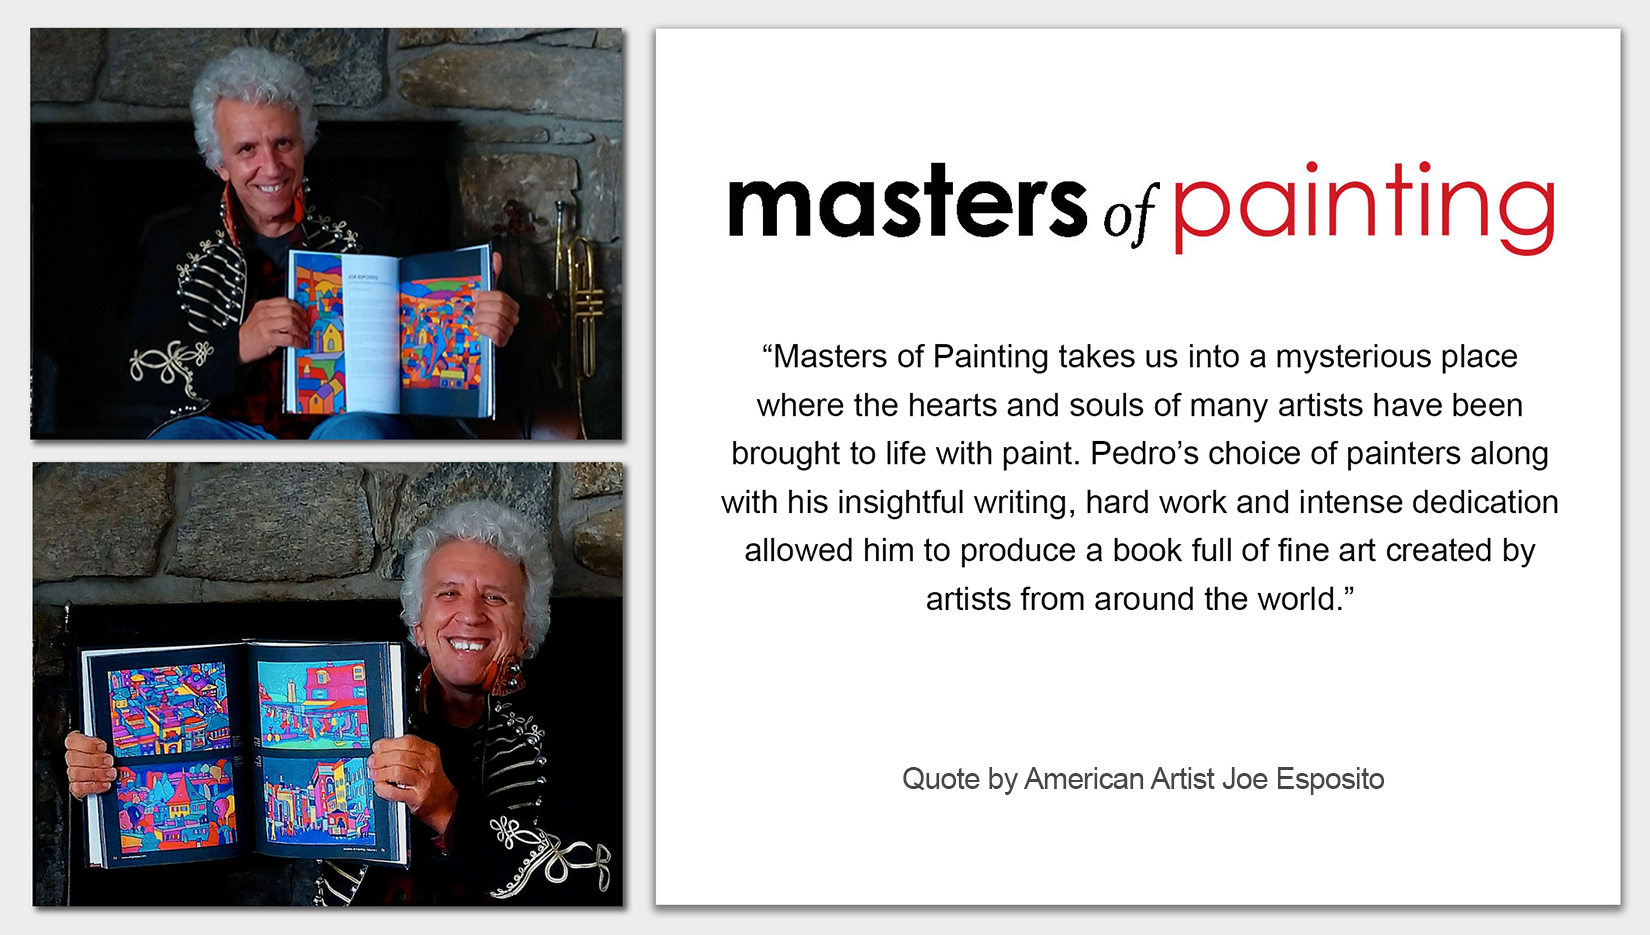 JOE ESPOSITO
masters of painting
“Masters of Painting takes us into a mysterious place
where the hearts and souls of many artists have been
brought to life with paint. Pedro’s choice of painters along
with his insightful writing, hard work and intense dedication
allowed him to produce a book full of fine art created by
artists from around the world.”
Quote by American Artist Joe Esposito